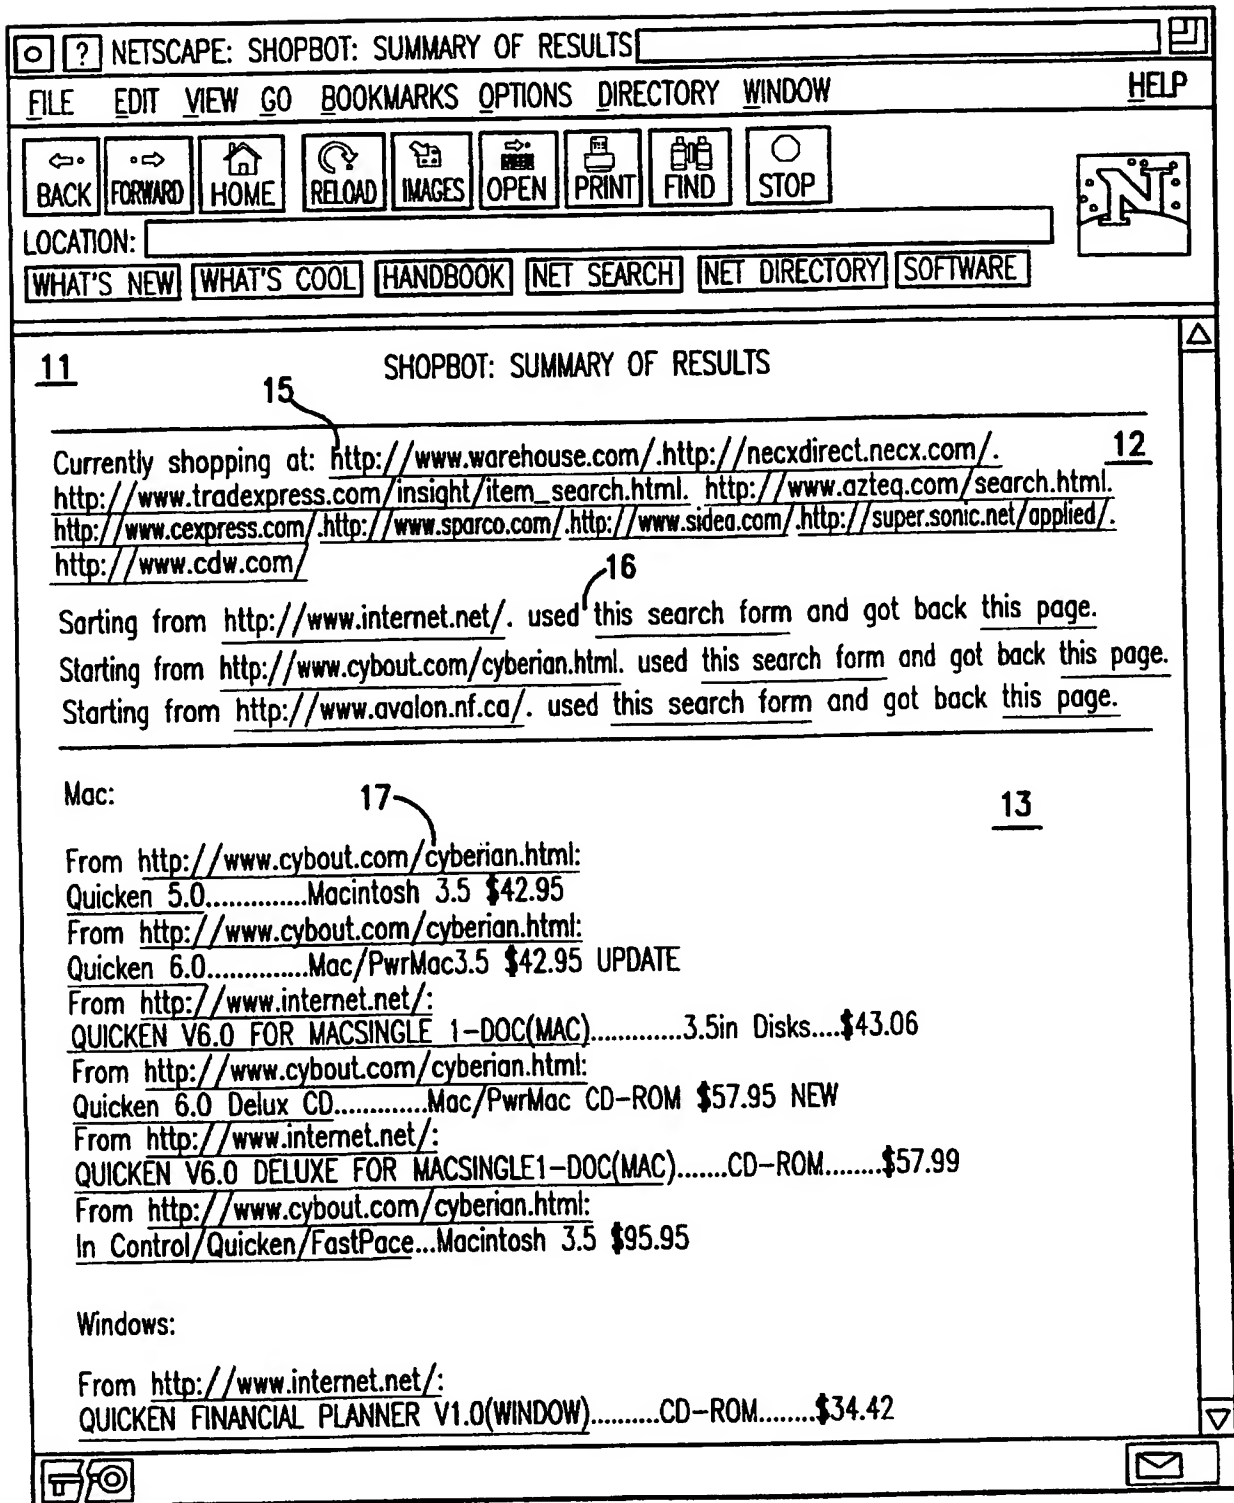 ? NETSCAPE: SHOPBOT: SUMMARY OF RESULTS
FILE EDIT VIEW GO BOOKMARKS OPTIONS DIRECTORY WINDOW HELP
BACK FORWARD HOME RELOAD IMAGES OPEN PRINT FIND STOP N
LOCATION:
WHAT'S NEW WHAT'S COOL HANDBOOK NET SEARCH NET DIRECTORY SOFTWARE
11 SHOPBOT: SUMMARY OF RESULTS
15
Currently shopping at: http://www.warehouse.com/.http://necxdirect.necx.com/. 12
http://www.tradexpress.com/insight/item_search.html. http://www.azteq.com/search.html.
http://www.cexpress.com/.http://www.sparco.com/.http://www.sidea.com/.http://super.sonic.net/applied/.
http://www.cdw.com/
16
Sarting from http://www.internet.net/. used this search form and got back this page.
Starting from http://www.cybout.com/cyberian.html. used this search form and got back this page.
Starting from http://www.avalon.nf.ca/. used this search form and got back this page.
Mac: 17 13
From http://www.cybout.com/cyberian.html:
Quicken 5.0..............Macintosh 3.5 $42.95
From http://www.cybout.com/cyberian.html:
Quicken 6.0..............Mac/PwrMac3.5 $42.95 UPDATE
From http://www.internet.net/:
QUICKEN V6.0 FOR MACSINGLE 1-DOC(MAC).............3.5in Disks....$43.06
From http://www.cybout.com/cyberian.html:
Quicken 6.0 Delux CD.............Mac/PwrMac CD-ROM $57.95 NEW
From http://www.internet.net/:
QUICKEN V6.0 DELUXE FOR MACSINGLE1-DOC(MAC).......CD-ROM........$57.99
From http://www.cybout.com/cyberian.html:
In Control/Quicken/FastPace...Macintosh 3.5 $95.95
Windows:
From http://www.internet.net/:
QUICKEN FINANCIAL PLANNER V1.0(WINDOW)..........CD-ROM........$34.42